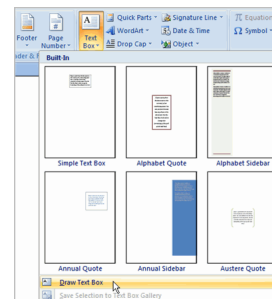 Footer
Page Number
Text Box
Quick Parts
WordArt
Drop Cap
Signature Line
Date & Time
Object
Equation
Symbol
Built-In
Simple Text Box
Alphabet Quote
Alphabet Sidebar
Annual Quote
Annual Sidebar
Austere Quote
Draw Text Box
Save Selection to Text Box Gallery